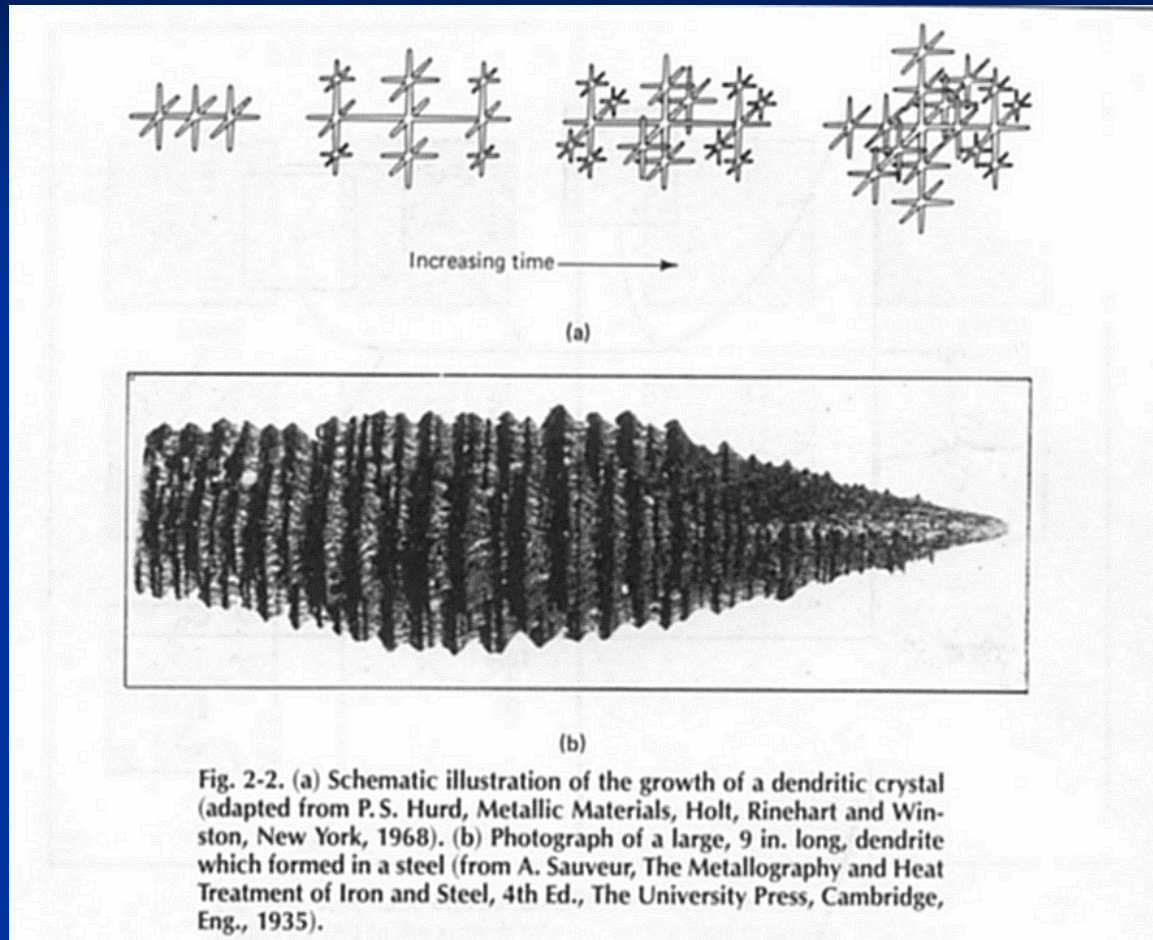 Increasing time
(a)
(b)
Fig. 2-2. (a) Schematic illustration of the growth of a dendritic crystal
(adapted from P. S. Hurd, Metallic Materials, Holt, Rinehart and Win-
ston, New York, 1968). (b) Photograph of a large, 9 in. long, dendrite
which formed in a steel (from A. Sauveur, The Metallography and Heat
Treatment of Iron and Steel, 4th Ed., The University Press, Cambridge,
Eng., 1935).